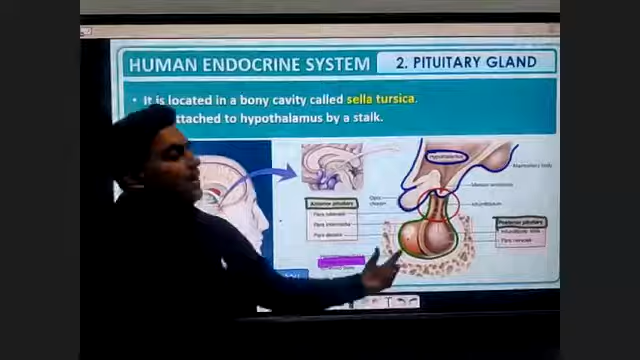 HUMAN ENDOCRINE SYSTEM
2. PITUITARY GLAND
• It is located in a bony cavity called sella tursica.
attached to hypothalamus by a stalk.
Hypothalamus
Mammillary body
Median eminence
Optic
chiasm
Infundibulum
Anterior pituitary
Pars tuberalis
Pars intermedia
Pars distalis
Posterior pituitary
Infundibular stalk
Pars nervosa